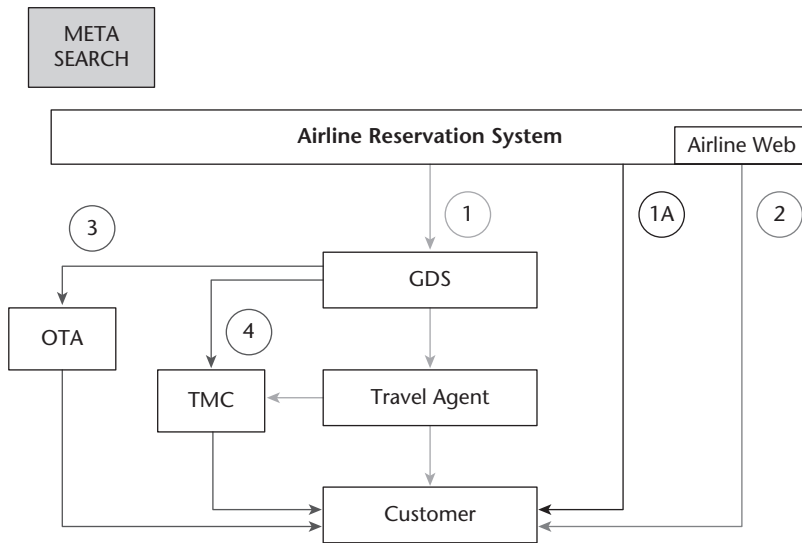 META
SEARCH
Airline Reservation System
Airline Web
1
1A
2
3
GDS
OTA
4
TMC
Travel Agent
Customer